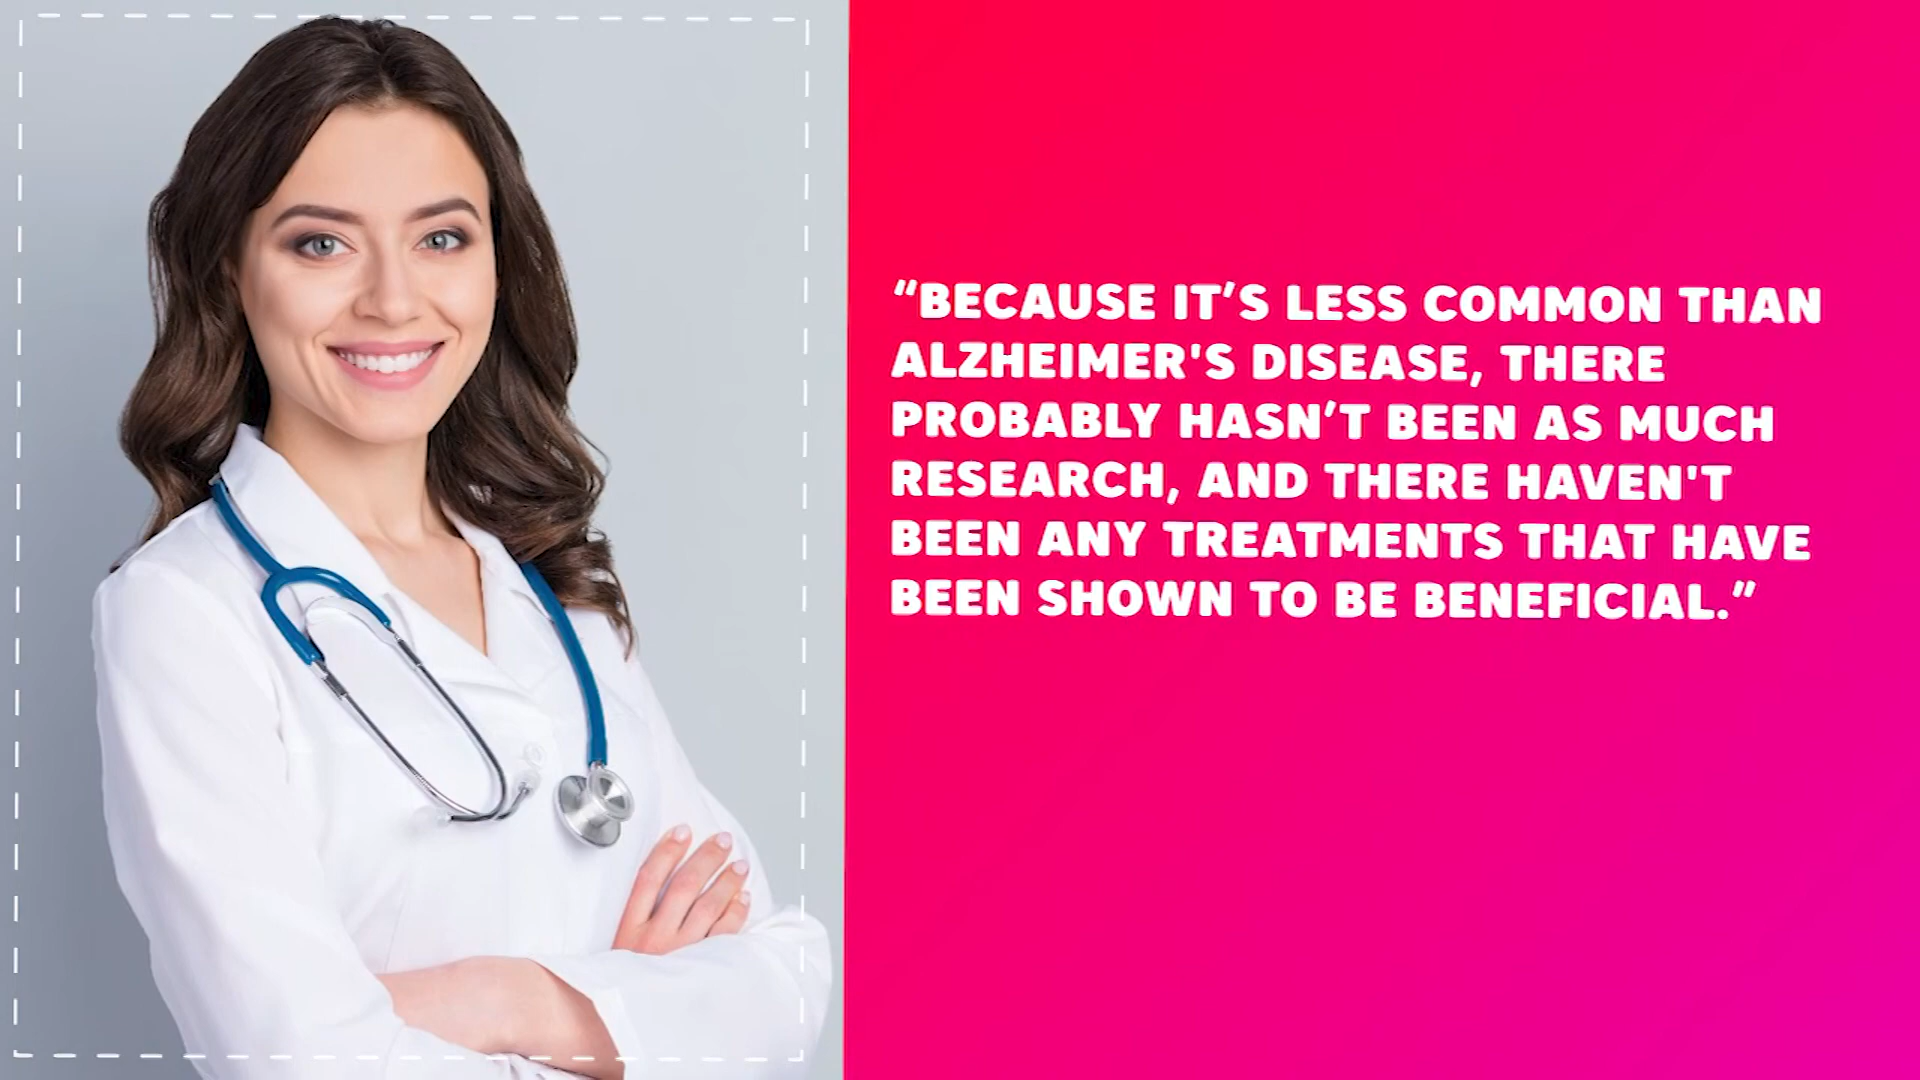 “BECAUSE IT’S LESS COMMON THAN
ALZHEIMER'S DISEASE, THERE
PROBABLY HASN’T BEEN AS MUCH
RESEARCH, AND THERE HAVEN'T
BEEN ANY TREATMENTS THAT HAVE
BEEN SHOWN TO BE BENEFICIAL.”